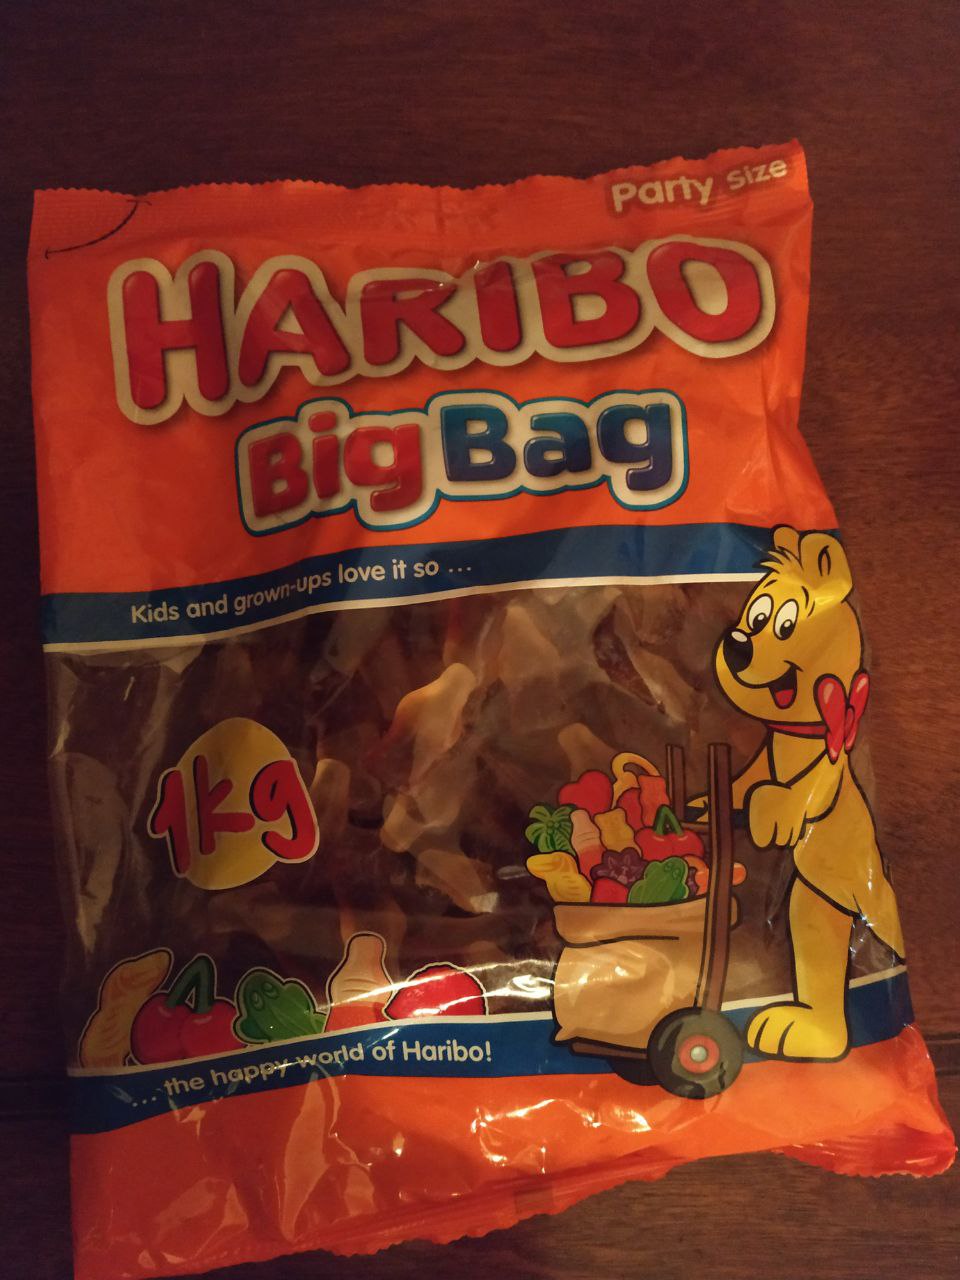 Party Size
HARIBO
Big Bag
Kids and grown-ups love it so ...
1kg
... the happy world of Haribo!